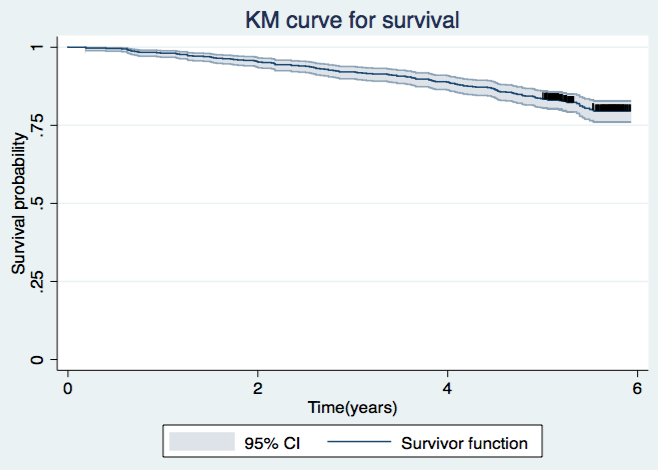 KM curve for survival
Survival probability
1
.75
.5
.25
0
0 2 4 6
Time(years)
95% CI Survivor function